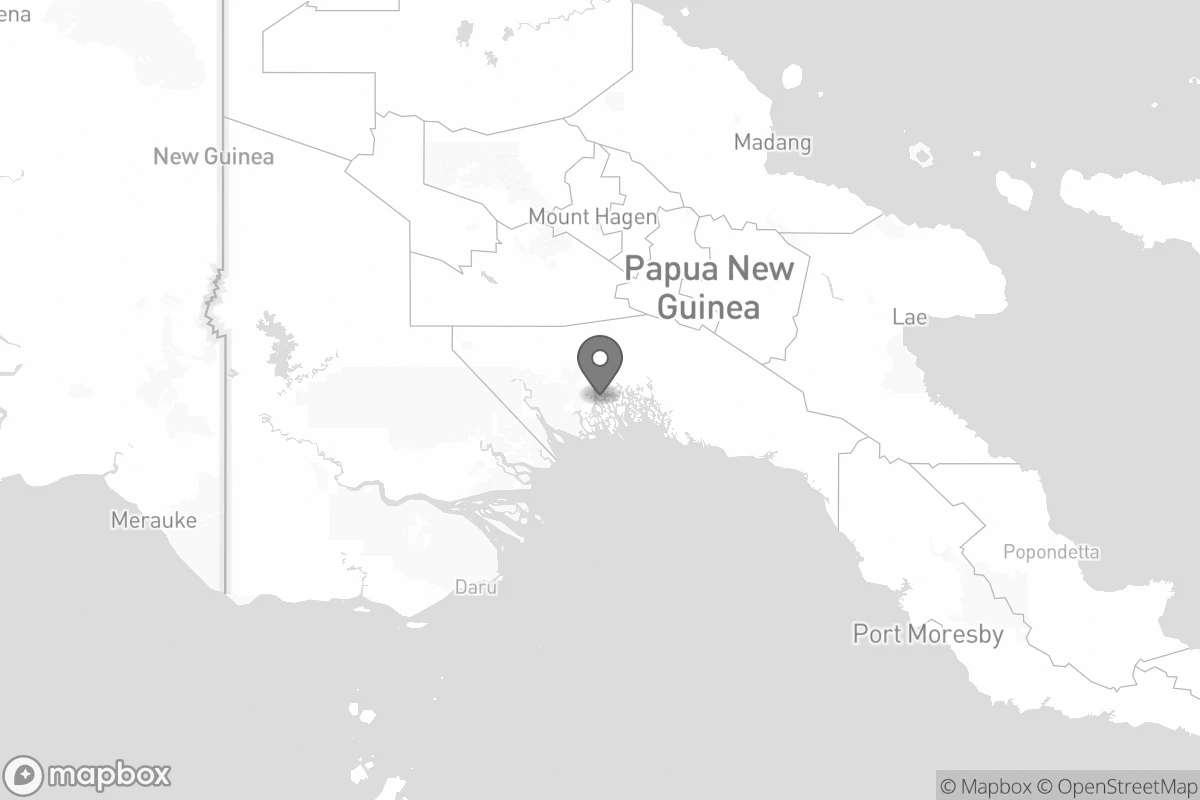 ena
Madang
New Guinea
Mount Hagen
Papua New
Guinea
Lae
Merauke
Popondetta
Daru
Port Moresby
mapbox
© Mapbox © OpenStreetMap